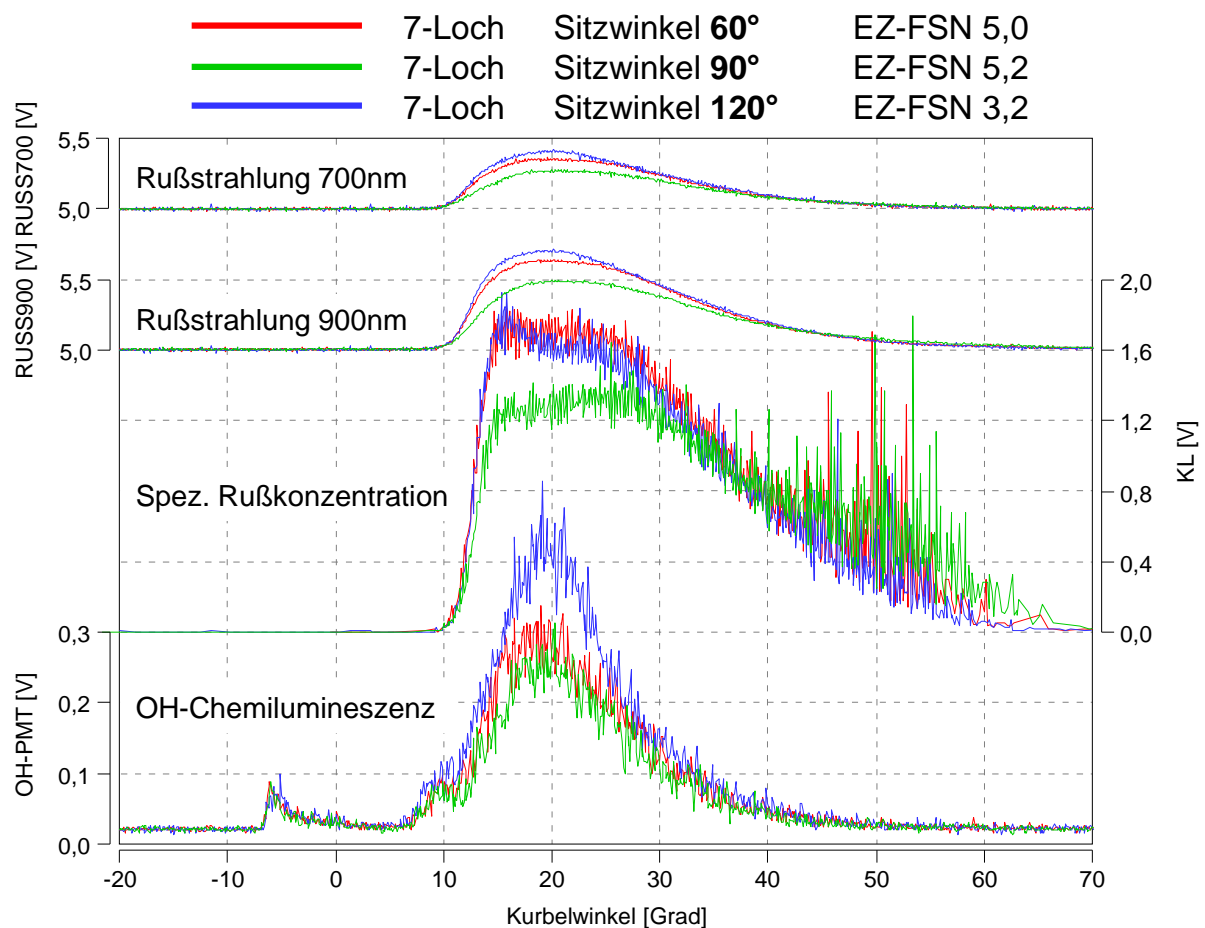 7-Loch Sitzwinkel 60° EZ-FSN 5,0
7-Loch Sitzwinkel 90° EZ-FSN 5,2
7-Loch Sitzwinkel 120° EZ-FSN 3,2
RUSS700 [V]
5,5
5,0
Rußstrahlung 700nm
RUSS900 [V]
5,5
5,0
Rußstrahlung 900nm
2,0
1,6
1,2
0,8
0,4
0,0
KL [V]
Spez. Rußkonzentration
OH-PMT [V]
0,3
0,2
0,1
0,0
OH-Chemilumineszenz
-20 -10 0 10 20 30 40 50 60 70
Kurbelwinkel [Grad]